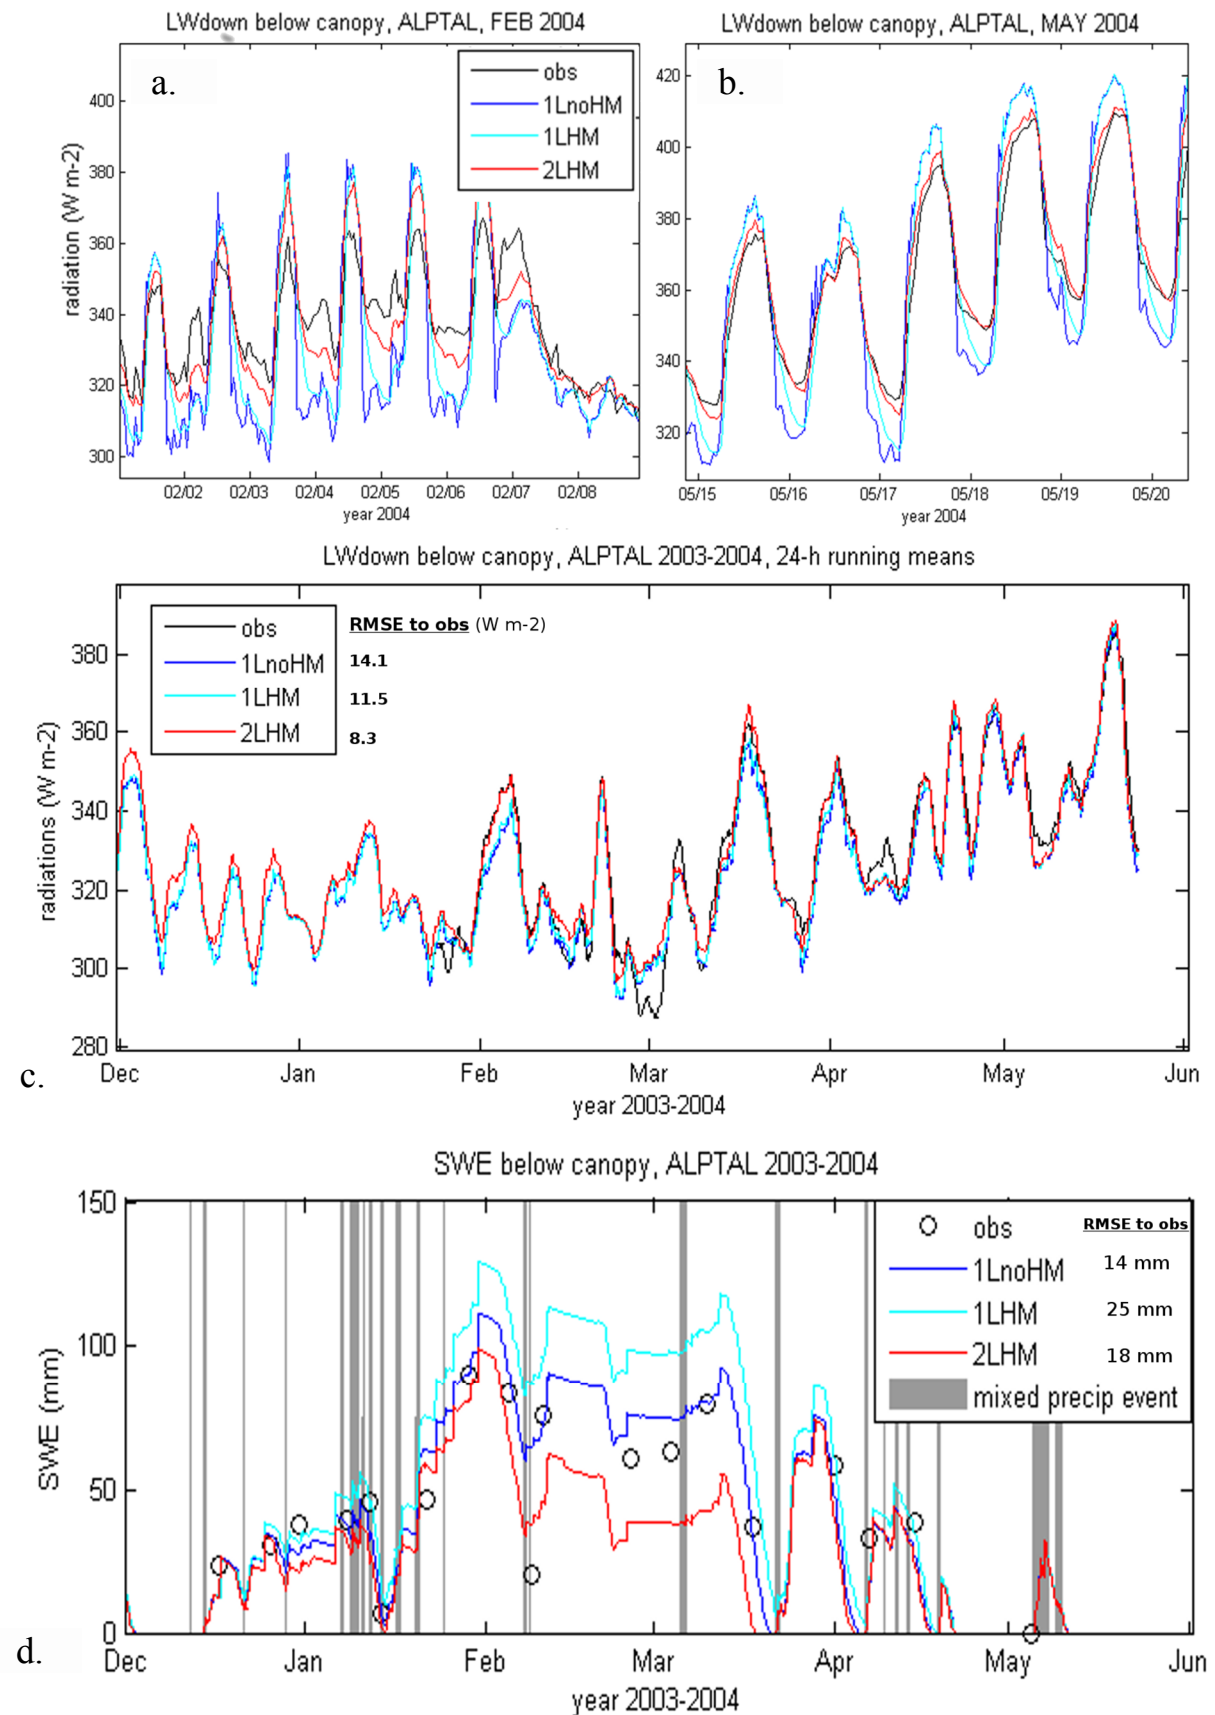 LWdown below canopy, ALPTAL, FEB 2004
a.
obs
1LnoHM
1LHM
2LHM
radiation (W m-2)
400
380
360
340
320
300
02/02 02/03 02/04 02/05 02/06 02/07 02/08
year 2004
LWdown below canopy, ALPTAL, MAY 2004
b.
420
400
380
360
340
320
05/15 05/16 05/17 05/18 05/19 05/20
year 2004
LWdown below canopy, ALPTAL 2003-2004, 24-h running means
obs RMSE to obs (W m-2)
1LnoHM 14.1
1LHM 11.5
2LHM 8.3
radiations (W m-2)
380
360
340
320
300
280
Dec Jan Feb Mar Apr May Jun
c.
year 2003-2004
SWE below canopy, ALPTAL 2003-2004
obs RMSE to obs
1LnoHM 14 mm
1LHM 25 mm
2LHM 18 mm
mixed precip event
SWE (mm)
150
100
50
0
d.
Dec Jan Feb Mar Apr May Jun
year 2003-2004